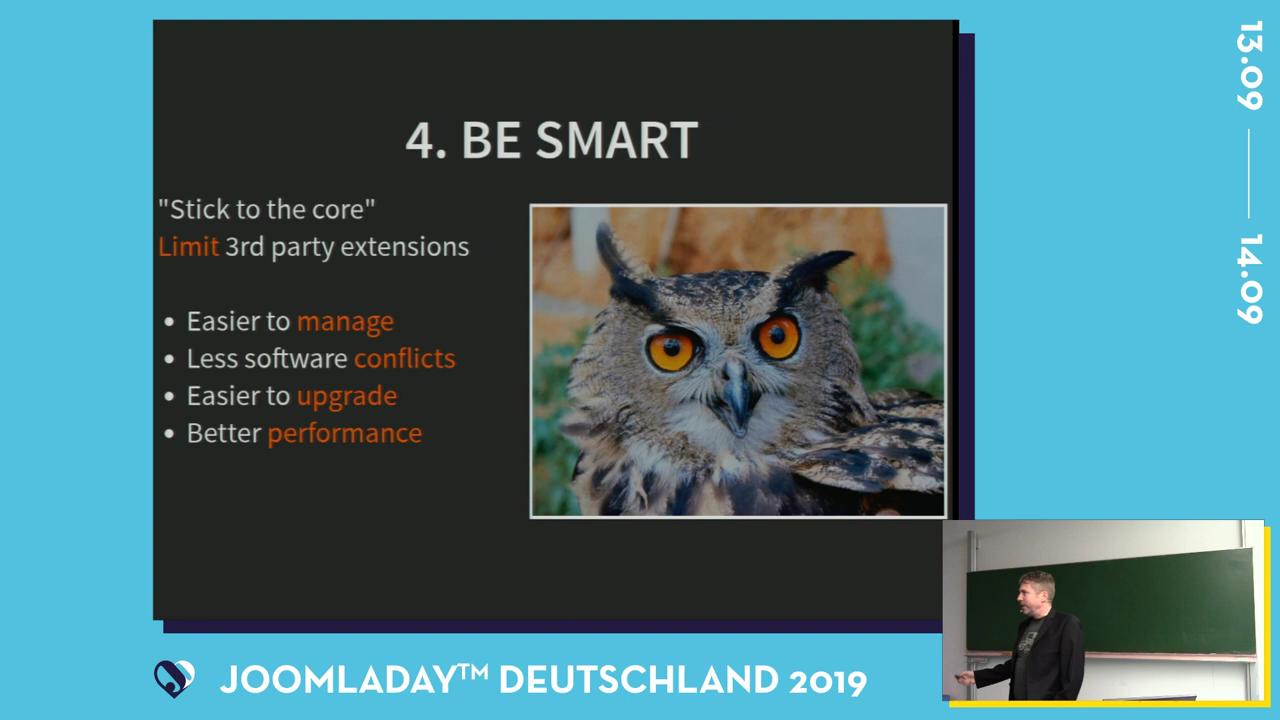 4. BE SMART
"Stick to the core"
Limit 3rd party extensions
• Easier to manage
• Less software conflicts
• Easier to upgrade
• Better performance
13.09
14.09
JOOMLADAY™ DEUTSCHLAND 2019